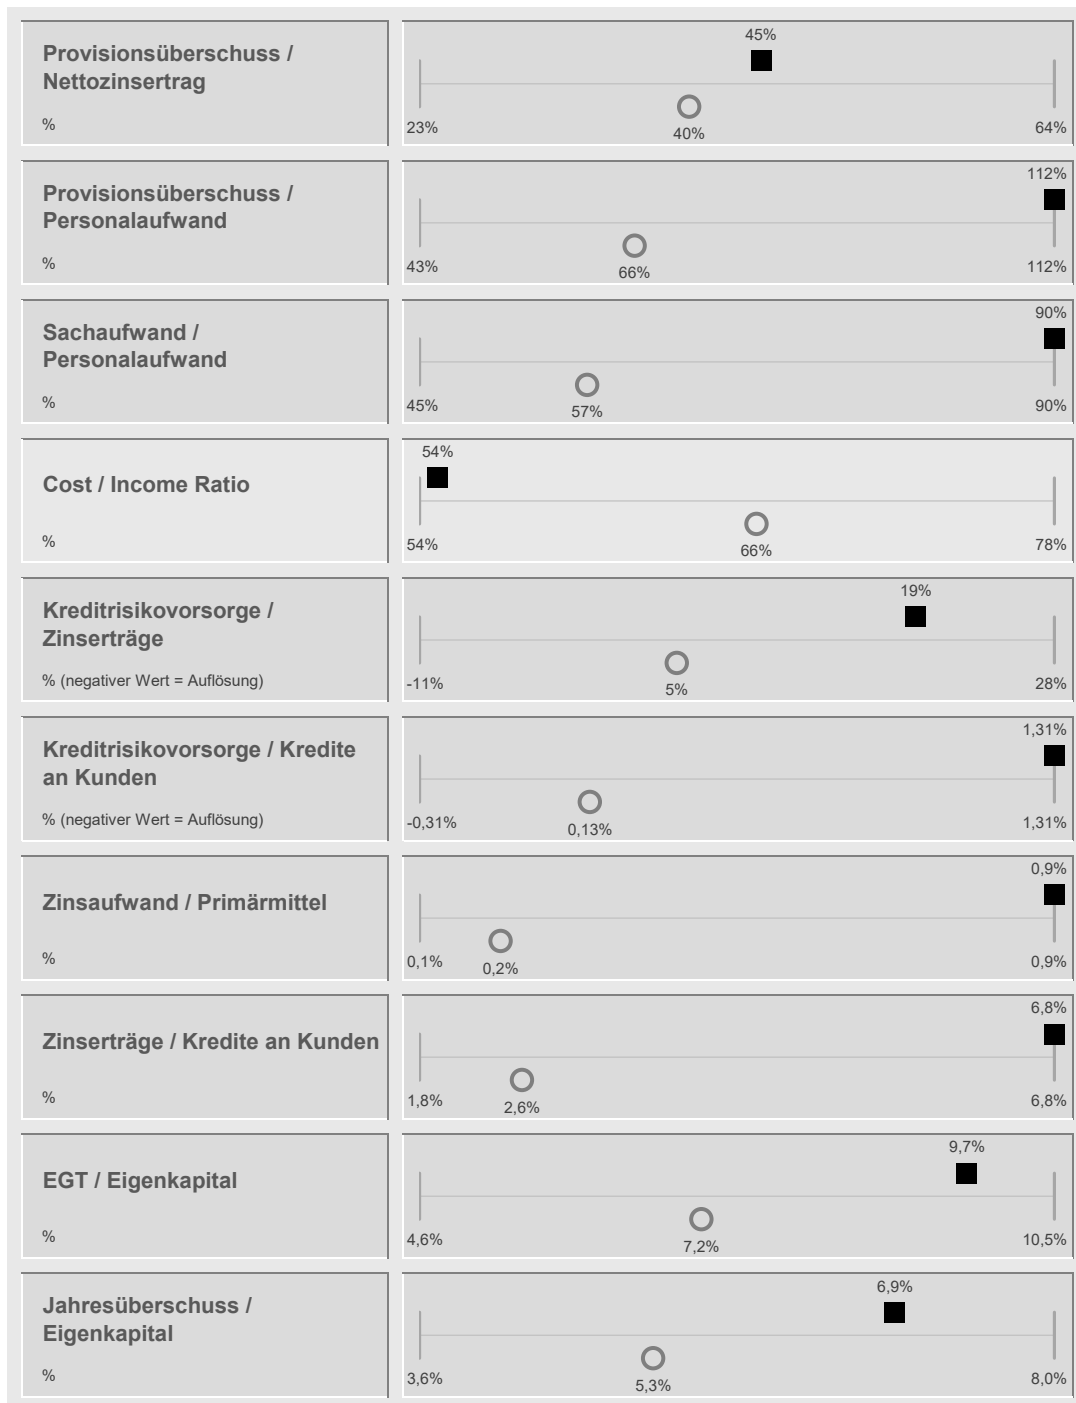 Provisionsüberschuss /
Nettozinsertrag
%
45%
23%
40%
64%
Provisionsüberschuss /
Personalaufwand
%
112%
43%
66%
112%
Sachaufwand /
Personalaufwand
%
90%
45%
57%
90%
Cost / Income Ratio
%
54%
54%
66%
78%
Kreditrisikovorsorge /
Zinserträge
% (negativer Wert = Auflösung)
19%
-11%
5%
28%
Kreditrisikovorsorge / Kredite
an Kunden
% (negativer Wert = Auflösung)
1,31%
-0,31%
0,13%
1,31%
Zinsaufwand / Primärmittel
%
0,9%
0,1%
0,2%
0,9%
Zinserträge / Kredite an Kunden
%
6,8%
1,8%
2,6%
6,8%
EGT / Eigenkapital
%
9,7%
4,6%
7,2%
10,5%
Jahresüberschuss /
Eigenkapital
%
6,9%
3,6%
5,3%
8,0%